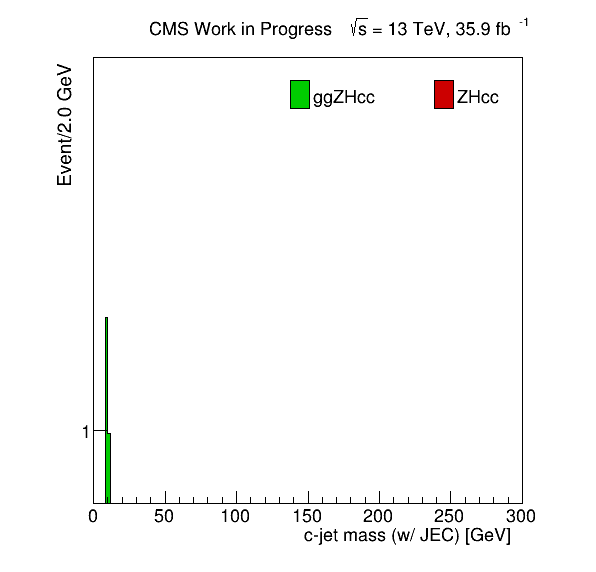 CMS Work in Progress √s = 13 TeV, 35.9 fb -1
Event/2.0 GeV
ggZHcc ZHcc
1
0 50 100 150 200 250 300
c-jet mass (w/ JEC) [GeV]